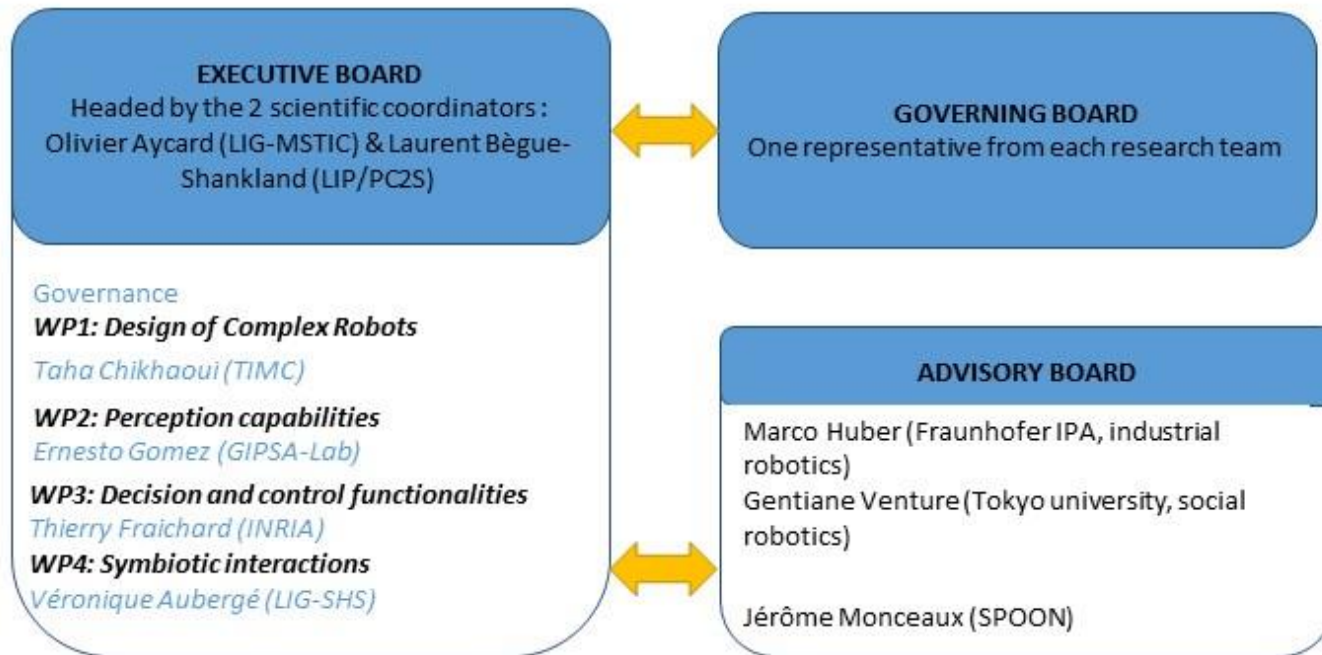 EXECUTIVE BOARD
Headed by the 2 scientific coordinators :
Olivier Aycard (LIG-MSTIC) & Laurent Bègue-
Shankland (LIP/PC2S)
Governance
WP1: Design of Complex Robots
Taha Chikhaoui (TIMC)
WP2: Perception capabilities
Ernesto Gomez (GIPSA-Lab)
WP3: Decision and control functionalities
Thierry Fraichard (INRIA)
WP4: Symbiotic interactions
Véronique Aubergé (LIG-SHS)
GOVERNING BOARD
One representative from each research team
ADVISORY BOARD
Marco Huber (Fraunhofer IPA, industrial
robotics)
Gentiane Venture (Tokyo university, social
robotics)
Jérôme Monceaux (SPOON)